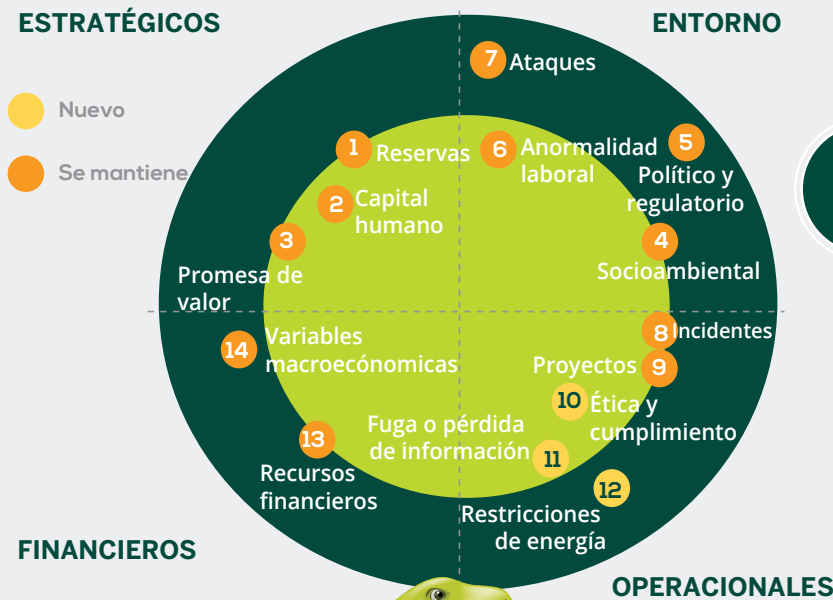 ESTRATÉGICOS
ENTORNO
Nuevo
Se mantiene
7 Ataques
1 Reservas
6 Anormalidad
laboral
5
Político y
regulatorio
2 Capital
humano
3
Promesa de
valor
4
Socioambiental
14 Variables
macroecónomicas
8 Incidentes
Proyectos 9
10 Ética y
cumplimiento
Fuga o pérdida
de información 11
13
Recursos
financieros
12
Restricciones
de energía
FINANCIEROS
OPERACIONALES